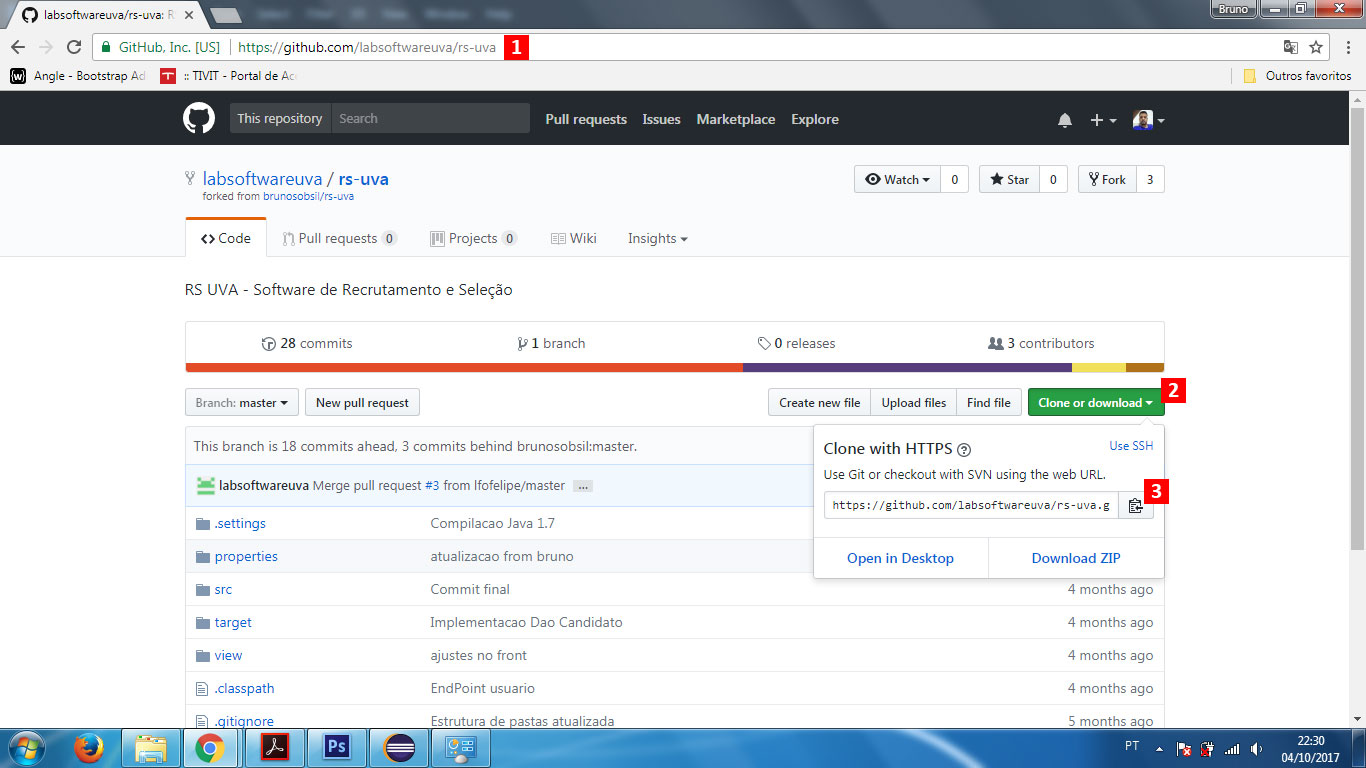 labsoftwareuva/rs-uva: R
Bruno
GitHub, Inc. [US] https://github.com/labsoftwareuva/rs-uva 1
Angle - Bootstrap Ad :: TIVIT - Portal de Ace Outros favoritos
This repository Search Pull requests Issues Marketplace Explore
labsoftwareuva / rs-uva Watch 0 Star 0 Fork 3
forked from brunosobsil/rs-uva
Code Pull requests 0 Projects 0 Wiki Insights
RS UVA - Software de Recrutamento e Seleção
28 commits 1 branch 0 releases 3 contributors
2
Branch: master New pull request Create new file Upload files Find file Clone or download
This branch is 18 commits ahead, 3 commits behind brunosobsil:master.
Clone with HTTPS Use SSH
Use Git or checkout with SVN using the web URL.
3
https://github.com/labsoftwareuva/rs-uva.g
Open in Desktop Download ZIP
labsoftwareuva Merge pull request #3 from lfofelipe/master ...
.settings Compilacao Java 1.7
properties atualizacao from bruno
src Commit final 4 months ago
target Implementacao Dao Candidato 4 months ago
view ajustes no front 4 months ago
.classpath EndPoint usuario 4 months ago
.gitignore Estrutura de pastas atualizada 5 months ago
Ps
PT
22:30
04/10/2017